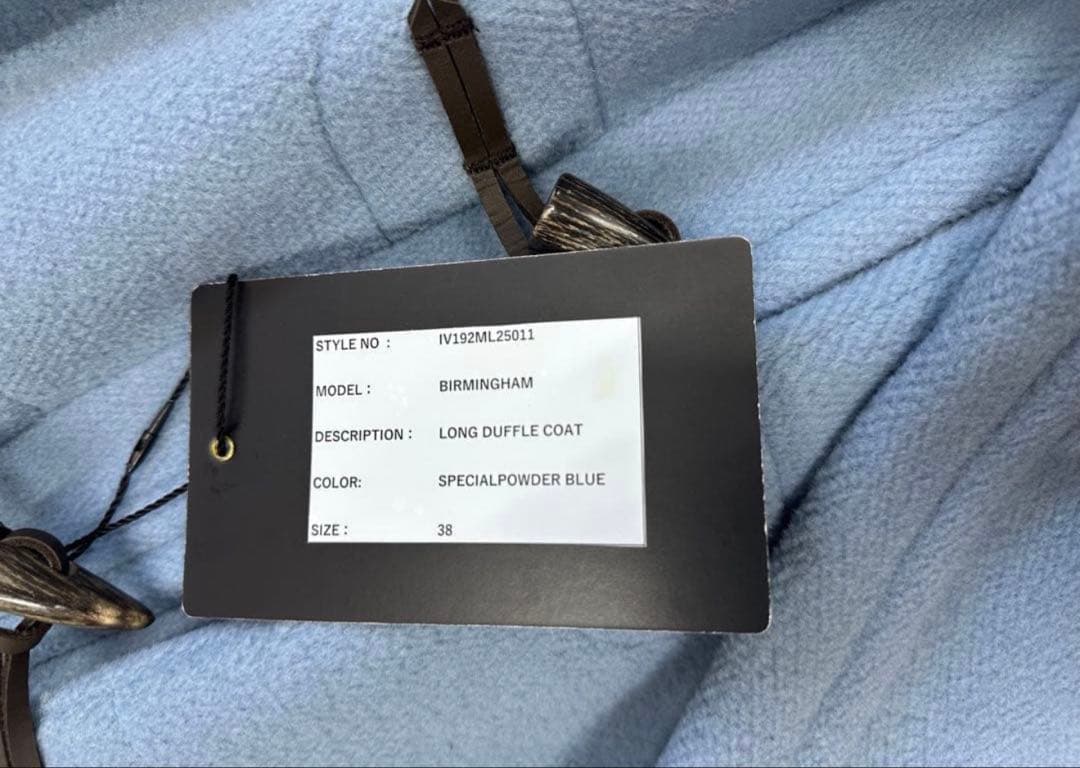 STYLE NO : IV192ML25011
MODEL : BIRMINGHAM
DESCRIPTION : LONG DUFFLE COAT
COLOR: SPECIALPOWDER BLUE
SIZE : 38